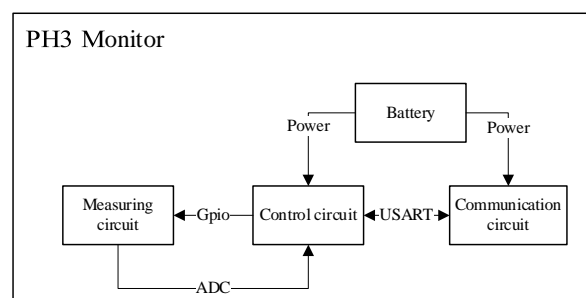 PH3 Monitor
Battery
Power
Power
Measuring
circuit
Gpio
Control circuit
USART
Communication
circuit
ADC